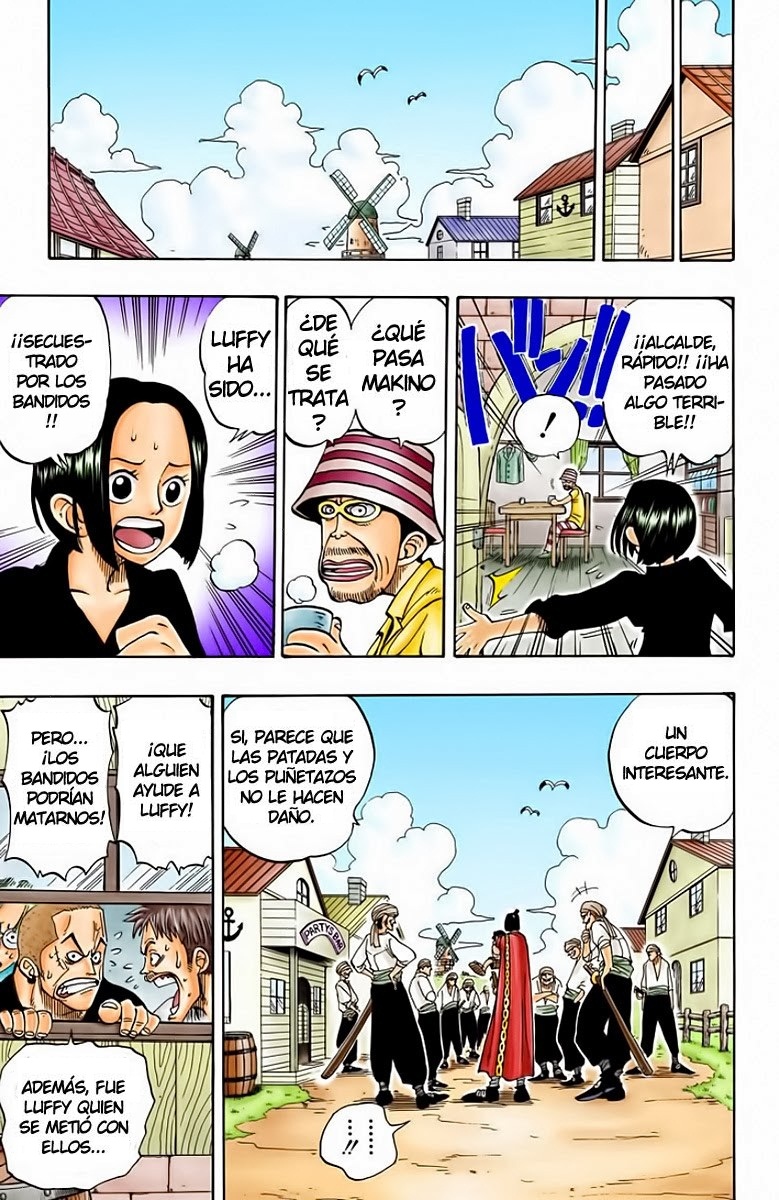 ¡¡ALCALDE,
RÁPIDO!! ¡¡HA
PASADO
ALGO TERRI-
BLE!!
!
バン!!
¿QUÉ
PASA
MAKINO
?
¿DE
QUÉ
SE
TRATA
?
LUFFY
HA
SIDO...
¡¡SECUES-
TRADO
POR LOS
BANDIDOS
!!
UN
CUERPO
INTERESANTE.
SI, PARECE QUE
LAS PATADAS Y
LOS PUÑETAZOS
NO LE HACEN
DAÑO.
PARTYS BAR
......!!
¡QUE
ALGUIEN
AYUDE A
LUFFY!
PERO...
¡LOS
BANDIDOS
PODRÍAN
MATARNOS!
ADEMÁS, FUE
LUFFY QUIEN
SE METIÓ CON
ELLOS...